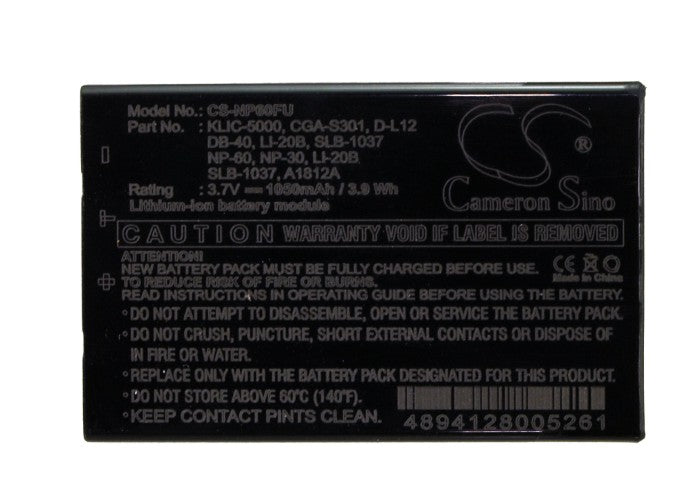 Model No.: CS-NP60FU
Part No.: KLIC-5000, CGA-S301, D-L12
DB-40, LI-20B, SLB-1037
NP-60, NP-30, LI-20B
SLB-1037, A1812A
Rating : 3.7V 1050mAh / 3.9 Wh
Lithium-ion battery module
CS ®
Cameron Sino
CAUTION WARRANTY VOID IF LABEL IS REMOVED
ATTENTION!
NEW BATTERY PACK MUST BE FULLY CHARGED BEFORE USE
TO REDUCE RISK OF FIRE OR BURNS.
READ INSTRUCTIONS IN OPERATING GUIDE BEFORE USING THE BATTERY.
CE
Made in China
•DO NOT ATTEMPT TO DISASSEMBLE, OPEN OR SERVICE BATTERY PACK.
•DO NOT CRUSH, PUNCTURE, SHORT EXTERNAL CONTACTS OR DISPOSE OF
IN FIRE OR WATER.
•REPLACE ONLY WITH THE BATTERY PACK DESIGNATED FOR THIS PRODUCT.
•DO NOT STORE ABOVE 60°C (140°F).
•KEEP CONTACT PINTS CLEAN.
4894128005261